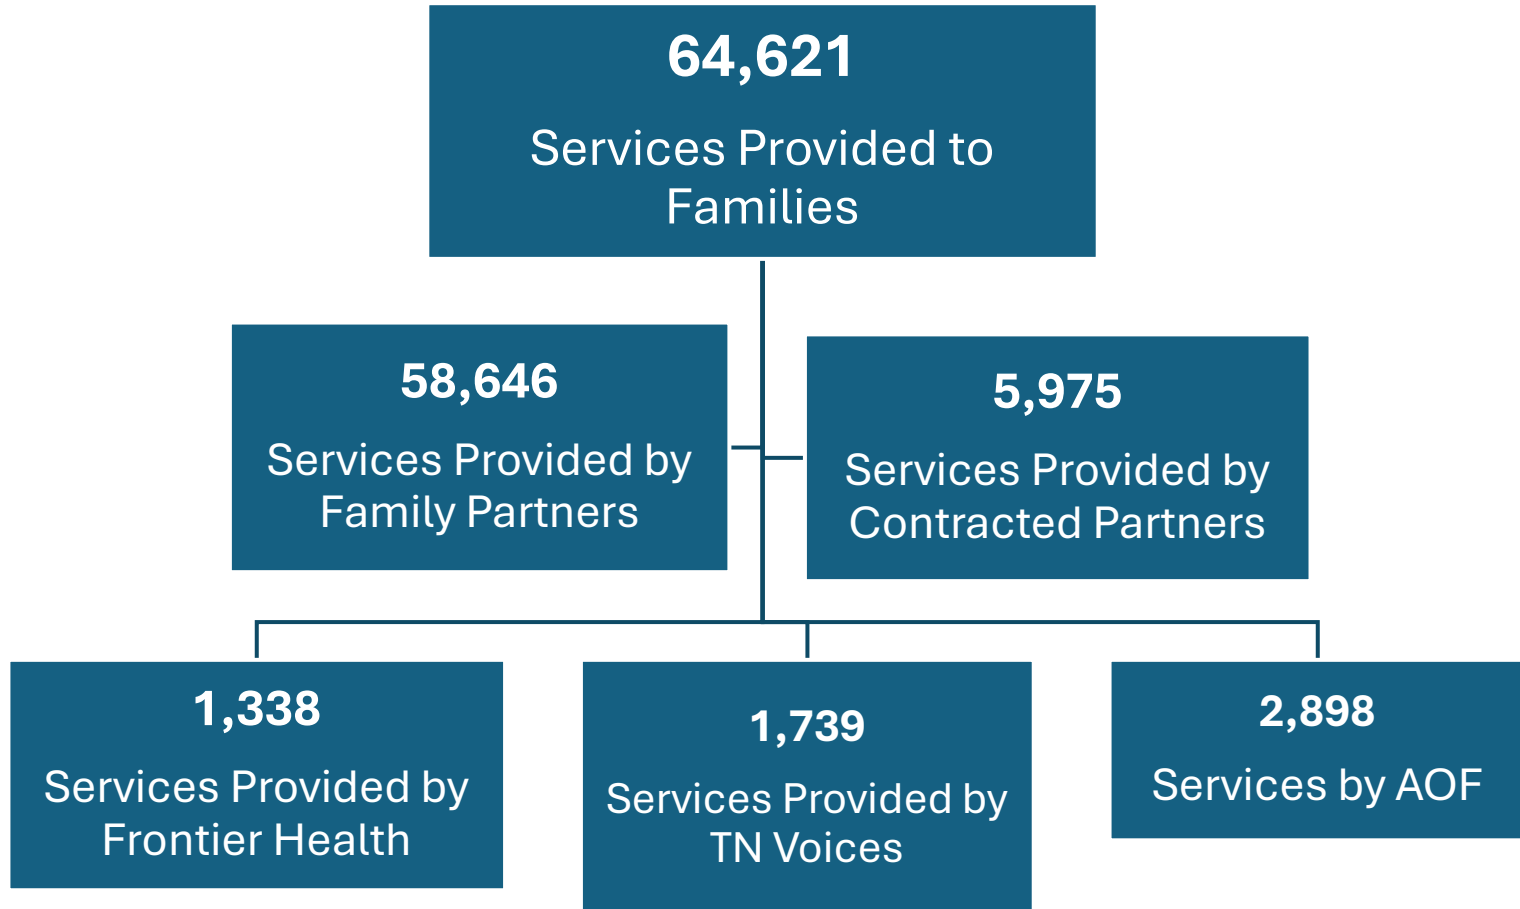 64,621
Services Provided to
Families
58,646
Services Provided by
Family Partners
5,975
Services Provided by
Contracted Partners
1,338
Services Provided by
Frontier Health
1,739
Services Provided by
TN Voices
2,898
Services by AOF